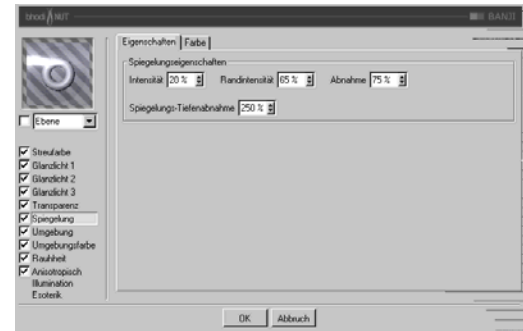 bhodiNUT BANJI
Eigenschaften Farbe
Spiegelungseigenschaften
Intensität 20 % Randintensität 65 % Abnahme 75 %
Spiegelungs-Tiefenabnahme 250 %
Ebene
Streufarbe
Glanzlicht 1
Glanzlicht 2
Glanzlicht 3
Transparenz
Spiegelung
Umgebung
Umgebungsfarbe
Rauhheit
Anisotropisch
Illumination
Esoterik
OK Abbruch